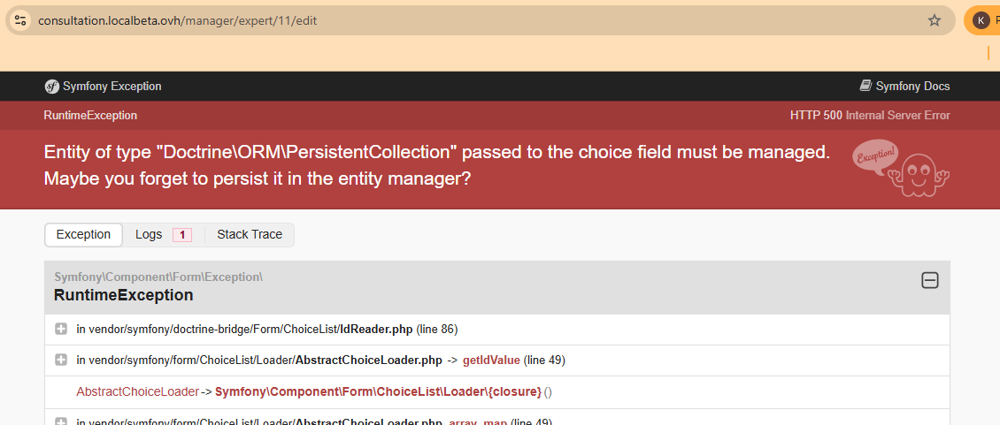 consultation.localbeta.ovh/manager/expert/11/edit
K
Symfony Exception
Symfony Docs
RuntimeException
HTTP 500 Internal Server Error
Entity of type "Doctrine\ORM\PersistentCollection" passed to the choice field must be managed.
Maybe you forget to persist it in the entity manager?
Exception!
Exception
Logs 1
Stack Trace
Symfony\Component\Form\Exception\
RuntimeException
in vendor/symfony/doctrine-bridge/Form/ChoiceList/IdReader.php (line 86)
in vendor/symfony/form/ChoiceList/Loader/AbstractChoiceLoader.php -> getIdValue (line 49)
AbstractChoiceLoader->Symfony\Component\Form\ChoiceList\Loader\{closure}()
in vendor/symfony/form/ChoiceList/Loader/AbstractChoiceLoader.php array_map (line 49)